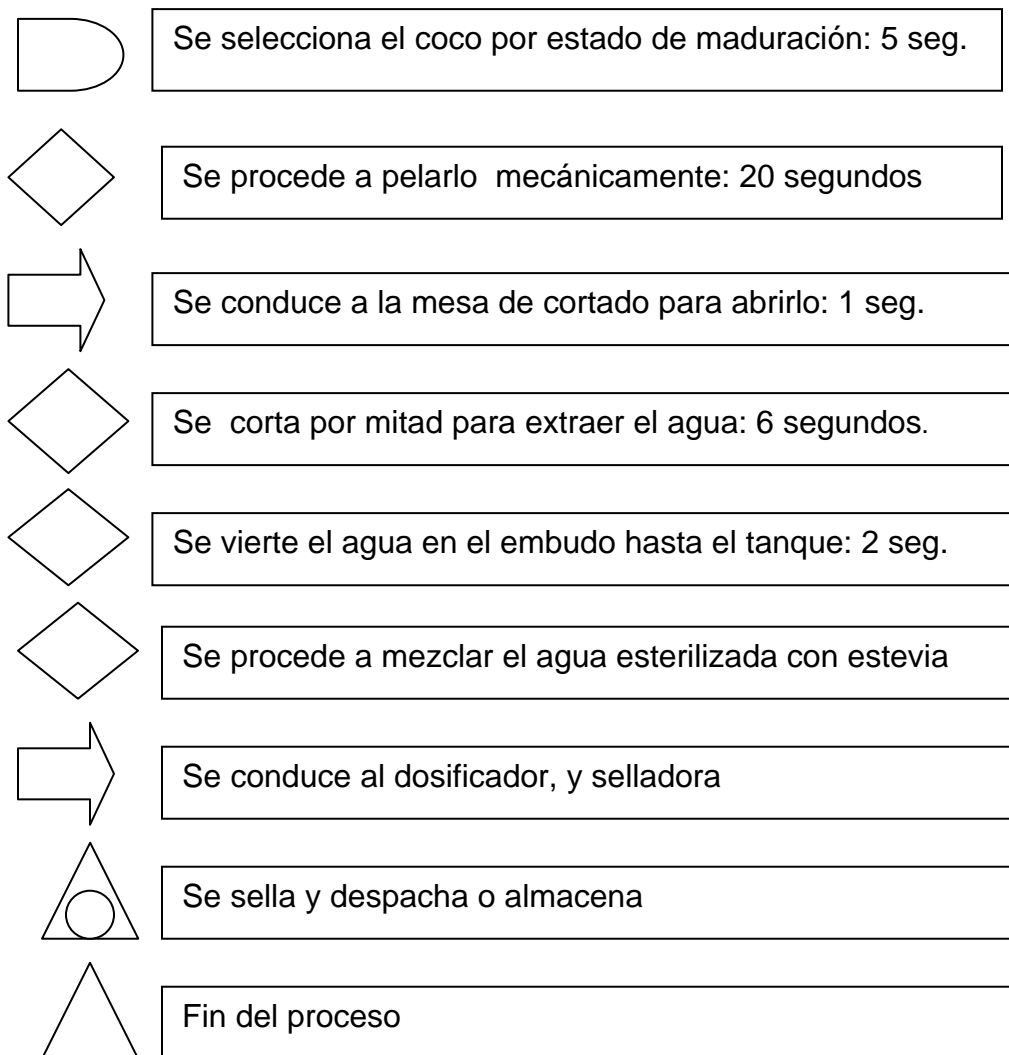 Se selecciona el coco por estado de maduración: 5 seg.
Se procede a pelarlo  mecánicamente: 20 segundos
Se conduce a la mesa de cortado para abrirlo: 1 seg.
Se  corta por mitad para extraer el agua: 6 segundos.
Se vierte el agua en el embudo hasta el tanque: 2 seg.
Se procede a mezclar el agua esterilizada con estevia
Se conduce al dosificador, y selladora
Se sella y despacha o almacena
Fin del proceso